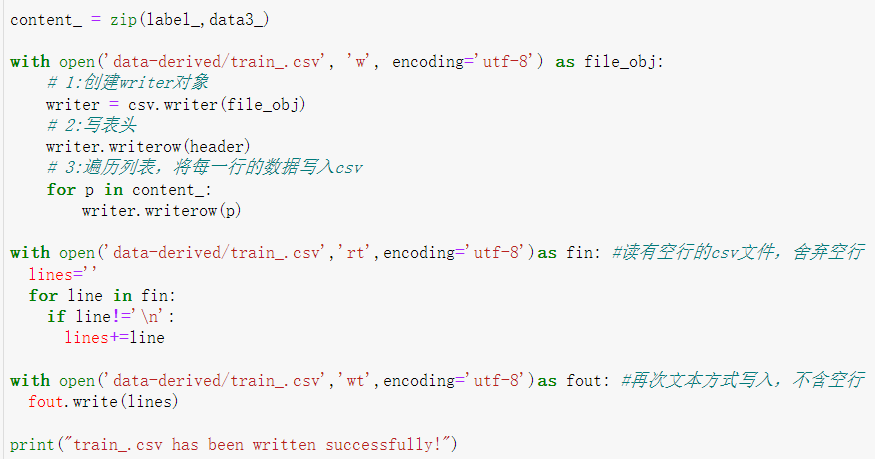 content_ = zip(label_,data3_)
with open('data-derived/train_.csv', 'w', encoding='utf-8') as file_obj:
    # 1:创建writer对象
    writer = csv.writer(file_obj)
    # 2:写表头
    writer.writerow(header)
    # 3:遍历列表，将每一行的数据写入csv
    for p in content_:
        writer.writerow(p)
with open('data-derived/train_.csv','rt',encoding='utf-8')as fin: #读有空行的csv文件，舍弃空行
  lines=''
  for line in fin:
    if line!='\n':
      lines+=line
with open('data-derived/train_.csv','wt',encoding='utf-8')as fout: #再次文本方式写入，不含空行
  fout.write(lines)
print("train_.csv has been written successfully!")